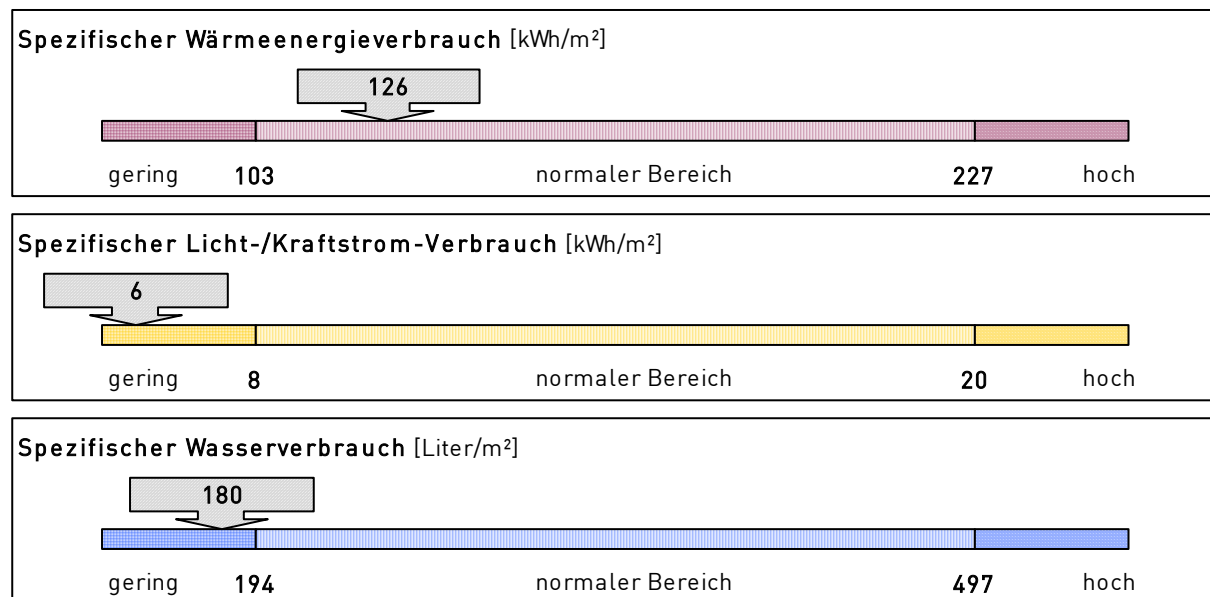 Spezifischer Wärmeenergieverbrauch [kWh/m²]
126
gering 103 normaler Bereich 227 hoch
Spezifischer Licht-/Kraftstrom-Verbrauch [kWh/m²]
6
gering 8 normaler Bereich 20 hoch
Spezifischer Wasserverbrauch [Liter/m²]
180
gering 194 normaler Bereich 497 hoch